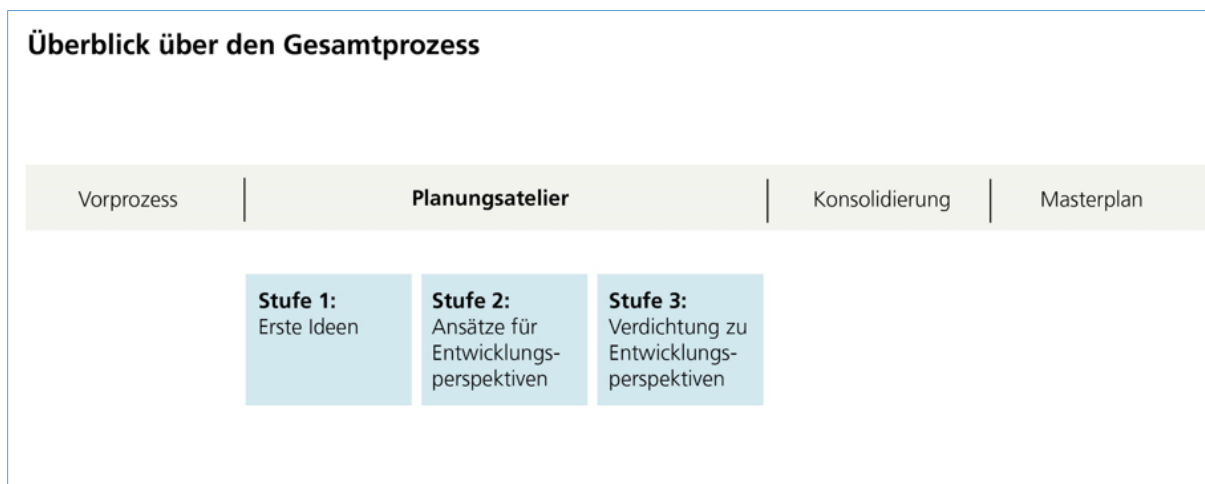 Überblick über den Gesamtprozess
Vorprozess
Planungsatelier
Konsolidierung
Masterplan
Stufe 1:
Erste Ideen
Stufe 2:
Ansätze für
Entwicklungs-
perspektiven
Stufe 3:
Verdichtung zu
Entwicklungs-
perspektiven